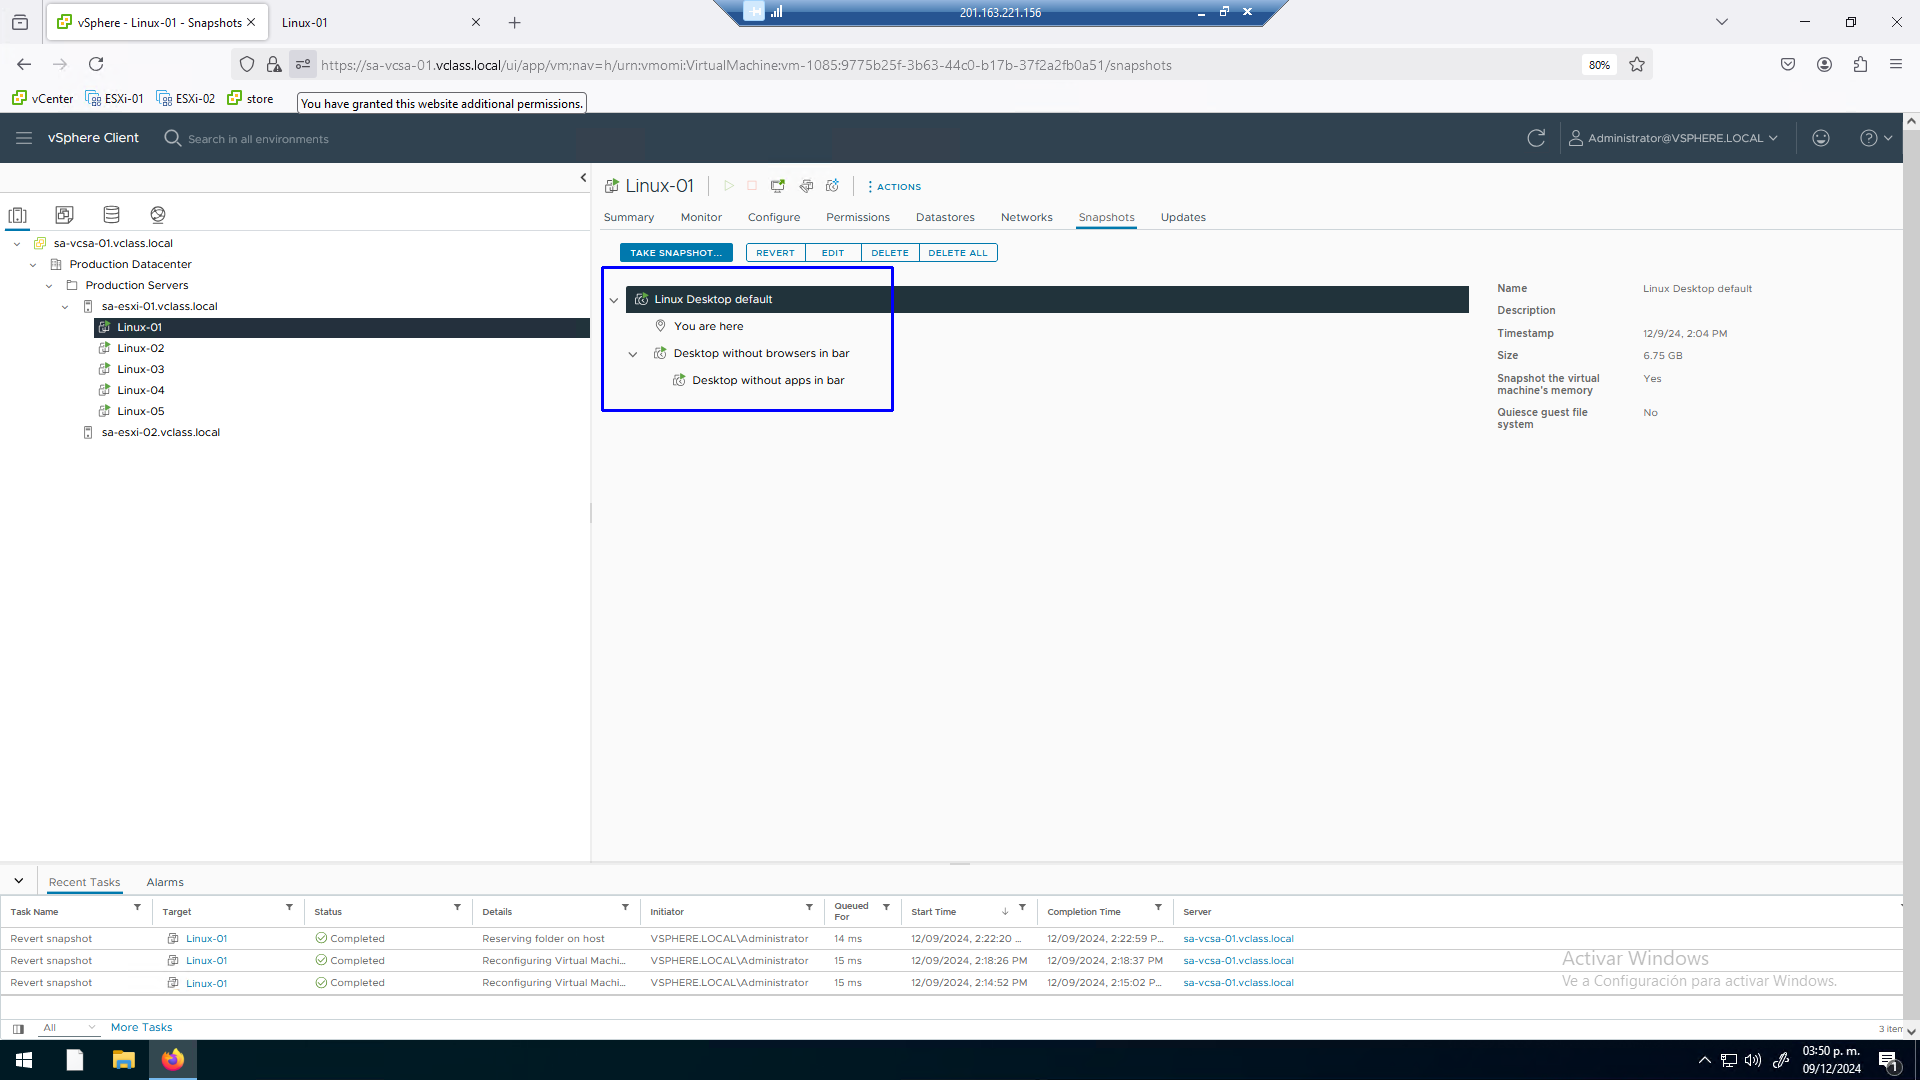 vSphere - Linux-01 - Snapshots
Linux-01
201.163.221.156
https://sa-vcsa-01.vclass.local/ui/app/vm;nav=h/urn:vmomi:VirtualMachine:vm-1085:9775b25f-3b63-44c0-b17b-37f2a2fb0a51/snapshots
80%
vCenter
ESXi-01
ESXi-02
store
You have granted this website additional permissions.
vSphere Client
Search in all environments
Administrator@VSPHERE.LOCAL
Linux-01
ACTIONS
Summary
Monitor
Configure
Permissions
Datastores
Networks
Snapshots
Updates
sa-vcsa-01.vclass.local
Production Datacenter
Production Servers
sa-esxi-01.vclass.local
Linux-01
Linux-02
Linux-03
Linux-04
Linux-05
sa-esxi-02.vclass.local
TAKE SNAPSHOT...
REVERT
EDIT
DELETE
DELETE ALL
Linux Desktop default
You are here
Desktop without browsers in bar
Desktop without apps in bar
Name Linux Desktop default
Description
Timestamp 12/9/24, 2:04 PM
Size 6.75 GB
Snapshot the virtual machine's memory Yes
Quiesce guest file system No
Recent Tasks
Alarms
Task Name Target Status Details Initiator Queued For Start Time Completion Time Server
Revert snapshot Linux-01 Completed Reserving folder on host VSPHERE.LOCAL\Administrator 14 ms 12/09/2024, 2:22:20 ... 12/09/2024, 2:22:59 P... sa-vcsa-01.vclass.local
Revert snapshot Linux-01 Completed Reconfiguring Virtual Machi... VSPHERE.LOCAL\Administrator 15 ms 12/09/2024, 2:18:26 PM 12/09/2024, 2:18:37 PM sa-vcsa-01.vclass.local
Revert snapshot Linux-01 Completed Reconfiguring Virtual Machi... VSPHERE.LOCAL\Administrator 15 ms 12/09/2024, 2:14:52 PM 12/09/2024, 2:15:02 P... sa-vcsa-01.vclass.local
Activar Windows
Ve a Configuración para activar Windows.
All
More Tasks
3 item
03:50 p. m.
09/12/2024
1